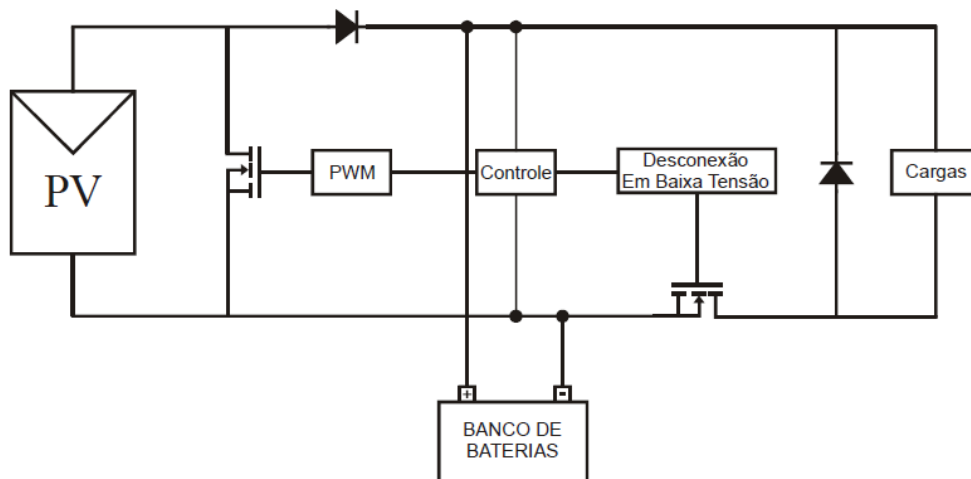 PV
PWM
Controle
Desconexão
Em Baixa Tensão
Cargas
+
-
BANCO DE
BATERIAS